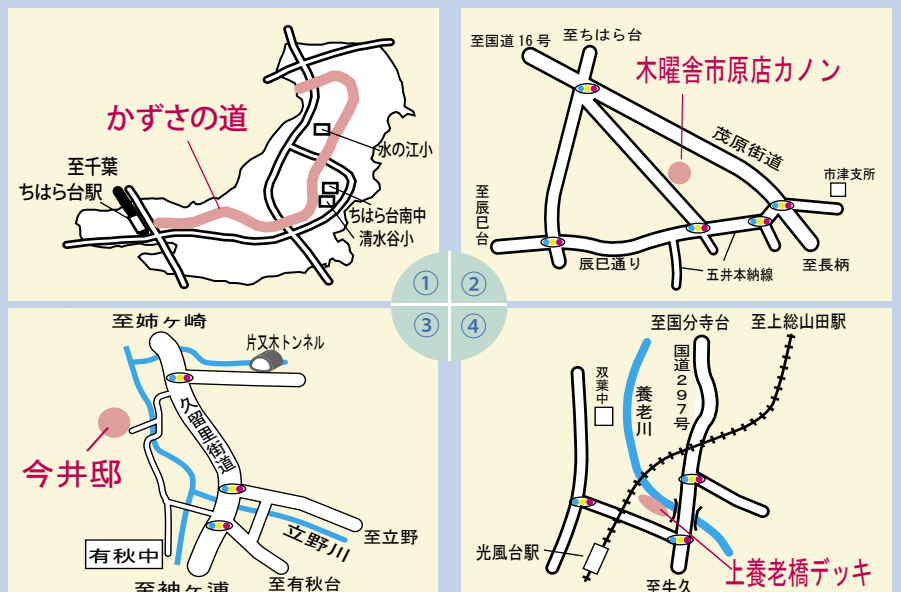 かずさの道
水の江小
至千葉
ちはら台駅
ちはら台南中
清水谷小
①
至国道16号
至ちはら台
木曜舎市原店カノン
茂原街道
市津支所
至辰巳台
辰巳通り
五井本納線
至長柄
②
③
至姉ヶ崎
片又木トンネル
久留里街道
今井邸
立野川
至立野
有秋中
至袖ヶ浦
至有秋台
④
至国分寺台
至上総山田駅
双葉中
養老川
国道297号
光風台駅
上養老橋デッキ
至牛久